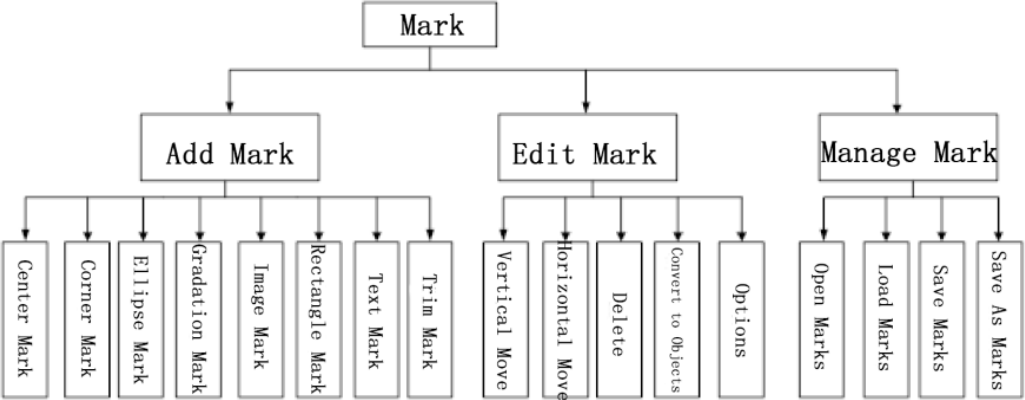 Mark
Add Mark
Edit Mark
Manage Mark
Center Mark
Corner Mark
Ellipse Mark
Gradation Mark
Image Mark
Rectangle Mark
Text Mark
Trim Mark
Vertical Move
Horizontal Move
Delete
Convert to Objects
Options
Open Marks
Load Marks
Save Marks
Save As Marks